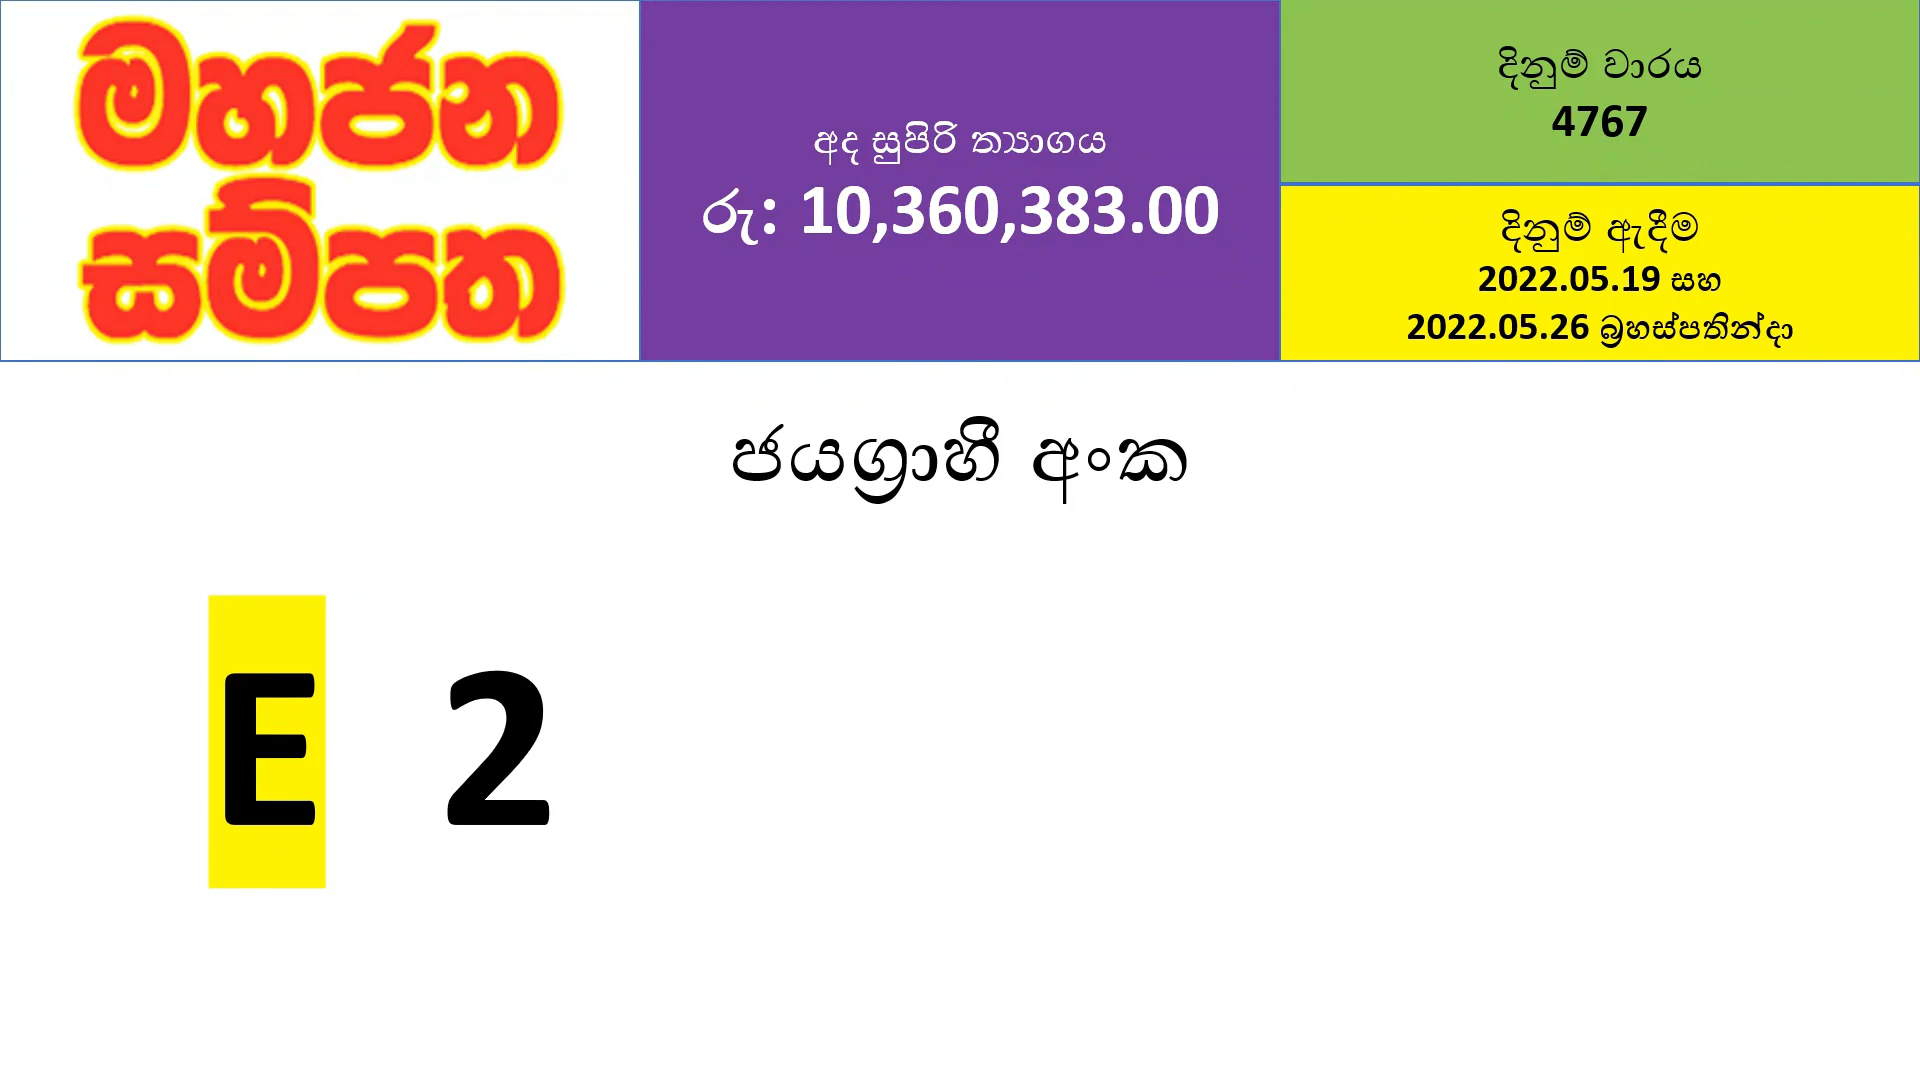 මහජන
සම්පත
අද සුපිරි ත්‍යාගය
රු: 10,360,383.00
දිනුම් වාරය
4767
දිනුම් ඇදීම
2022.05.19 සහ
2022.05.26 බ්‍රහස්පතින්දා
ජයග්‍රාහී අංක
E 2